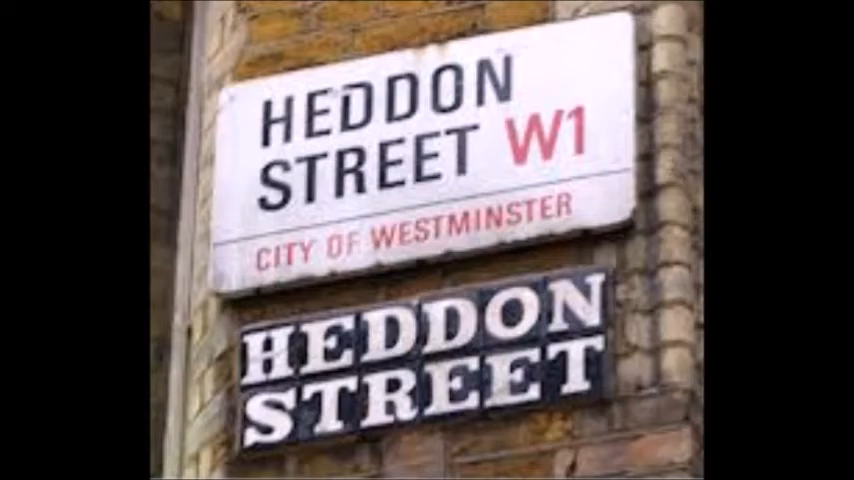 HEDDON
STREET W1
CITY OF WESTMINSTER
HEDDON
STREET